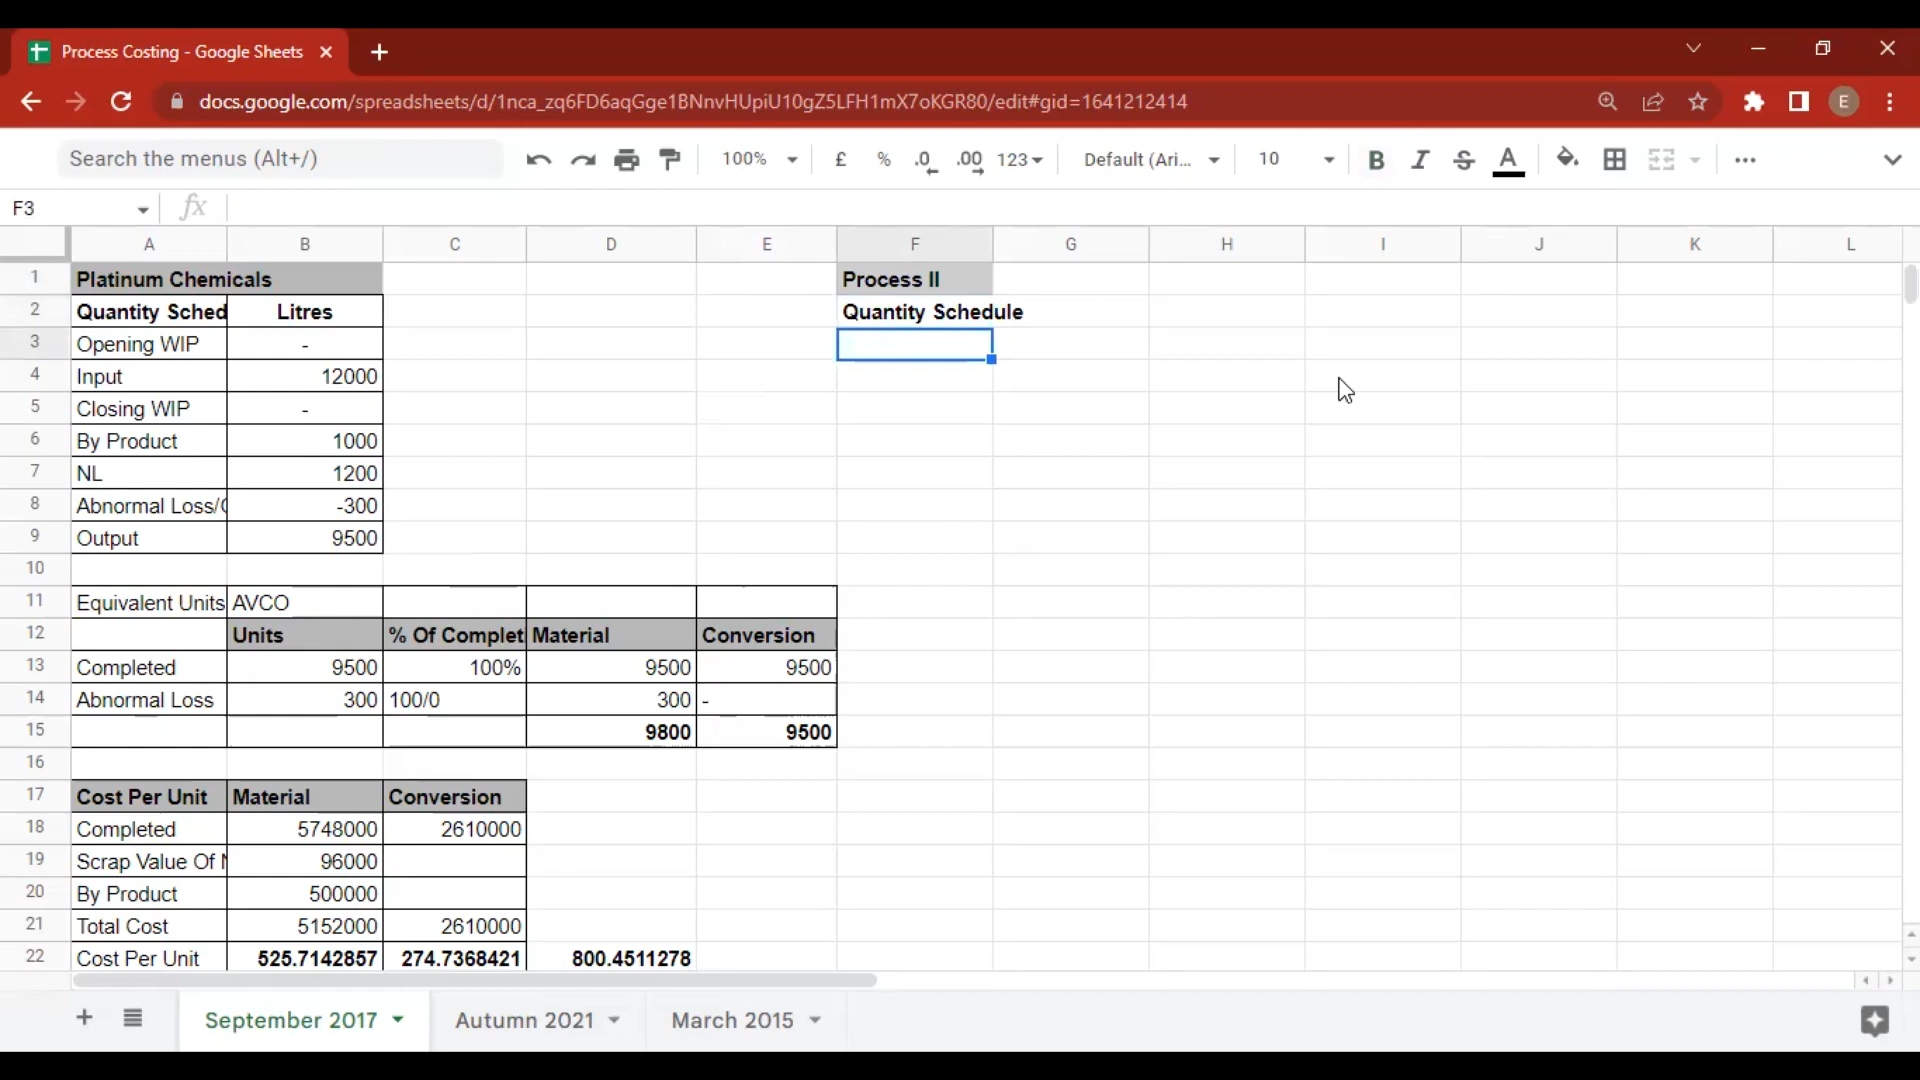 Process Costing - Google Sheets
docs.google.com/spreadsheets/d/1nca_zq6FD6aqGge1BNnvHUpiU10gZ5LFH1mX7oKGR80/edit#gid=1641212414
E
Search the menus (Alt+/)
100%
£
%
.0
.00
123
Default (Ari...
10
B
I
S
A
F3
fx
A B C D E F G H I J K L
1 Platinum Chemicals Process II
2 Quantity Sched Litres Quantity Schedule
3 Opening WIP -
4 Input 12000
5 Closing WIP -
6 By Product 1000
7 NL 1200
8 Abnormal Loss/ -300
9 Output 9500
10
11 Equivalent Units AVCO
12 Units % Of Complet Material Conversion
13 Completed 9500 100% 9500 9500
14 Abnormal Loss 300 100/0 300 -
15 9800 9500
16
17 Cost Per Unit Material Conversion
18 Completed 5748000 2610000
19 Scrap Value Of 96000
20 By Product 500000
21 Total Cost 5152000 2610000
22 Cost Per Unit 525.7142857 274.7368421 800.4511278
September 2017
Autumn 2021
March 2015